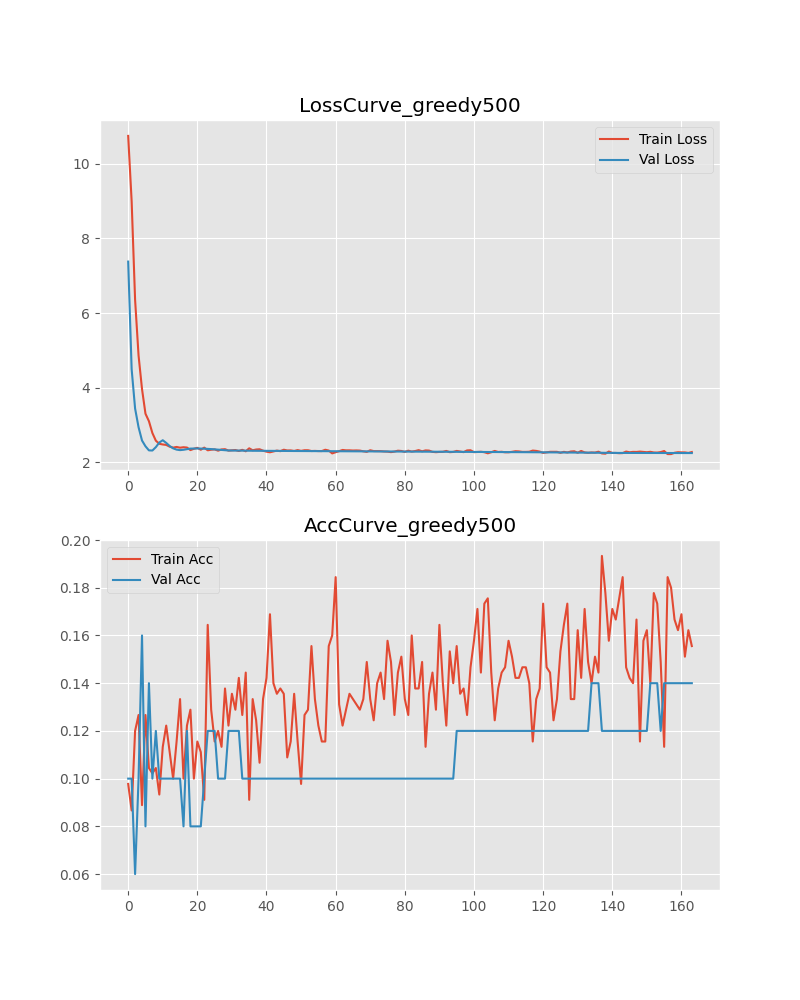 LossCurve_greedy500
Train Loss
Val Loss
10
8
6
4
2
0 20 40 60 80 100 120 140 160
AccCurve_greedy500
Train Acc
Val Acc
0.20
0.18
0.16
0.14
0.12
0.10
0.08
0.06
0 20 40 60 80 100 120 140 160